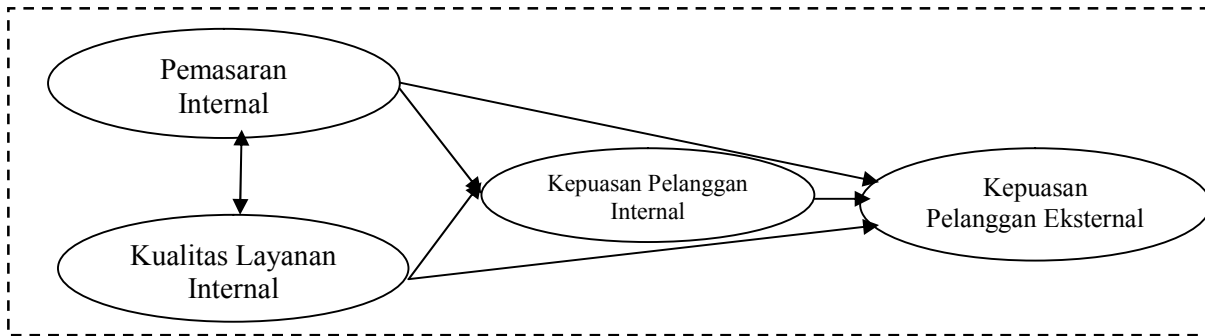 Pemasaran
Internal
Kepuasan Pelanggan
Internal
Kepuasan
Pelanggan Eksternal
Kualitas Layanan
Internal